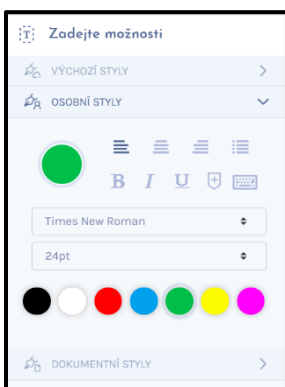 Zadejte možnosti
VÝCHOZÍ STYLY
OSOBNÍ STYLY
B I U
Times New Roman
24pt
DOKUMENTNÍ STYLY